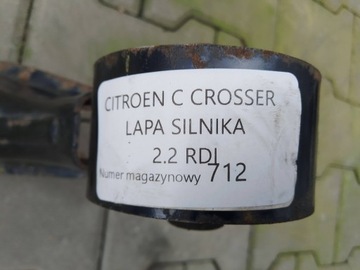 CITROEN C CROSSER
LAPA SILNIKA
2.2 RDI
Numer magazynowy 712